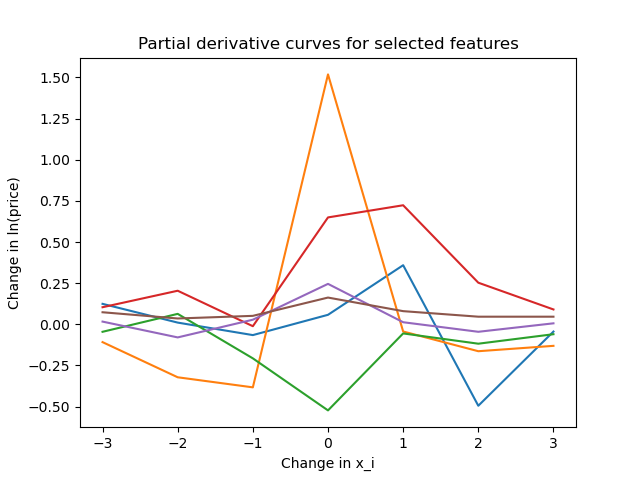 Partial derivative curves for selected features
1.50
1.25
1.00
0.75
0.50
0.25
0.00
−0.25
−0.50
Change in ln(price)
−3 −2 −1 0 1 2 3
Change in x_i